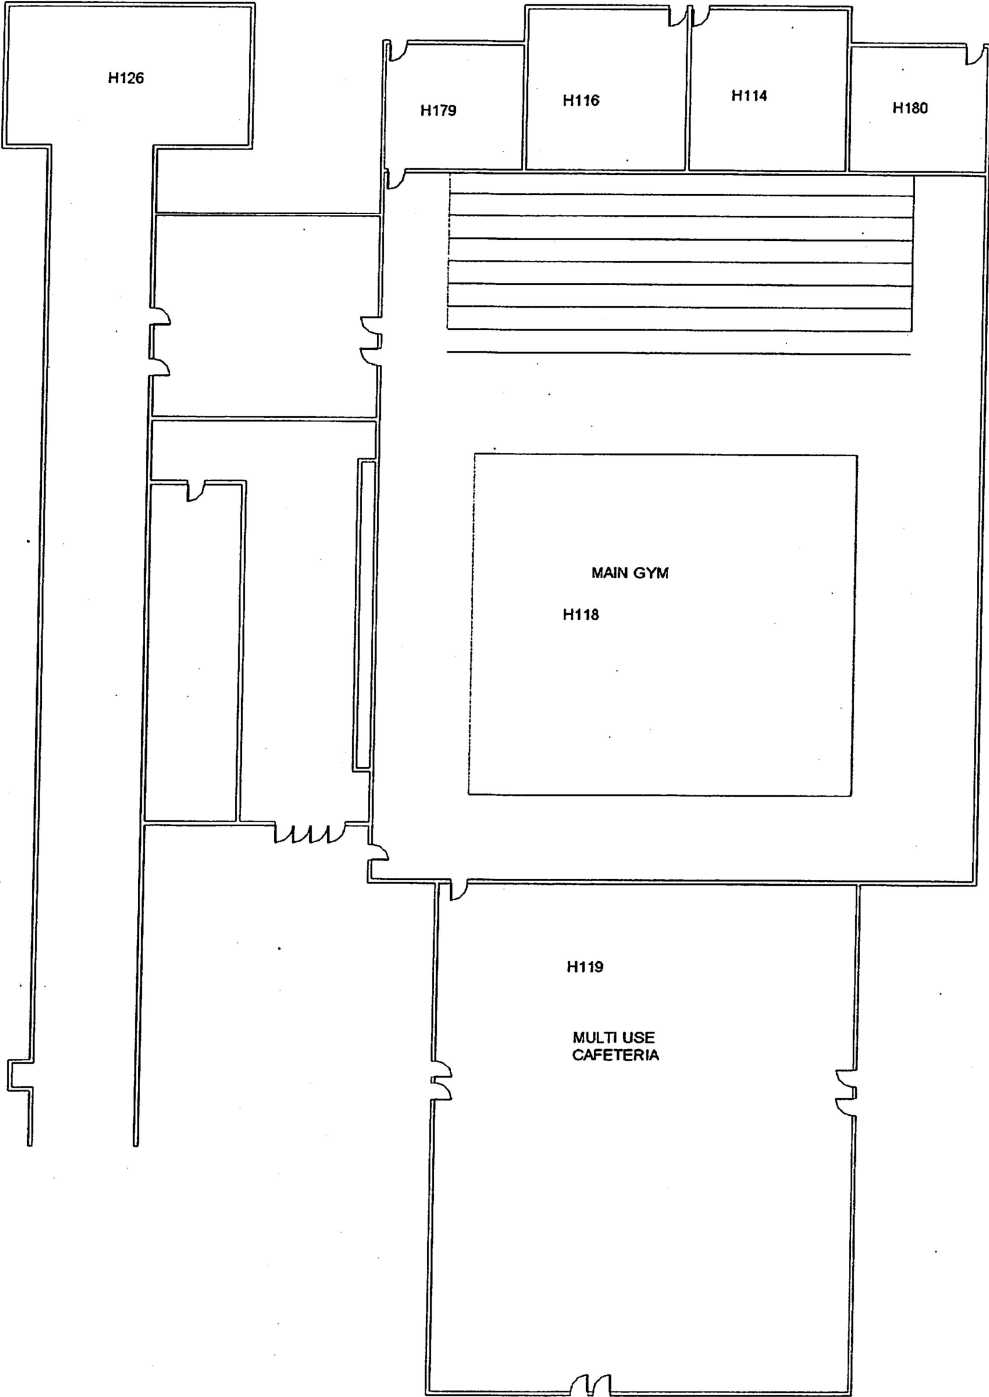 H126
H179
H116
H114
H180
MAIN GYM
H118
H119
MULTI USE
CAFETERIA